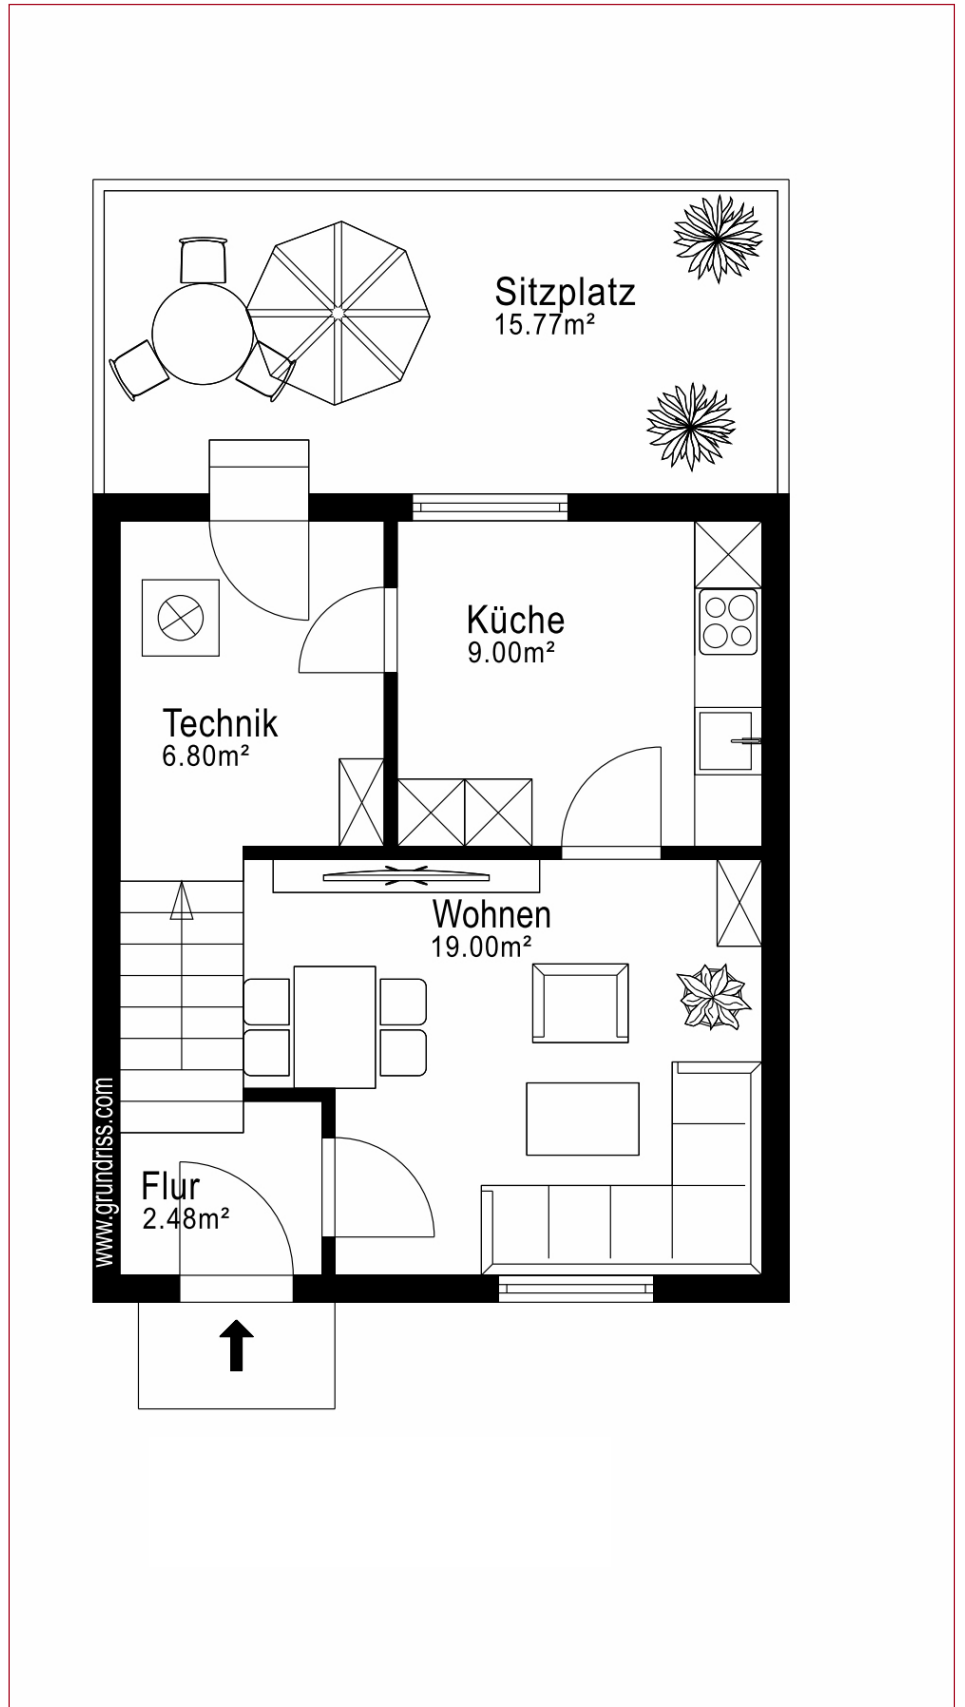 Sitzplatz
15.77m²
Küche
9.00m²
Technik
6.80m²
Wohnen
19.00m²
Flur
2.48m²
www.grundriss.com